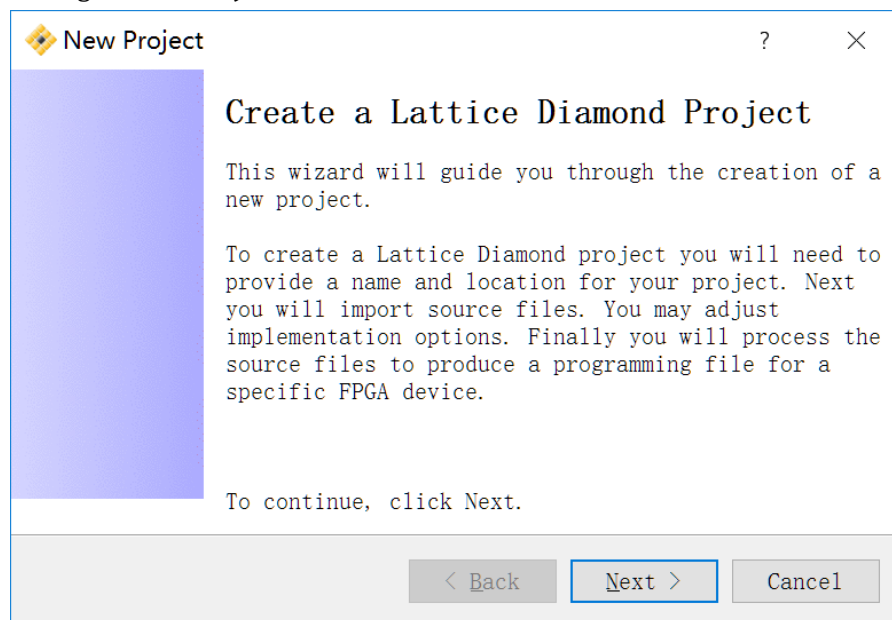 New Project
?
Create a Lattice Diamond Project
This wizard will guide you through the creation of a
new project.
To create a Lattice Diamond project you will need to
provide a name and location for your project. Next
you will import source files. You may adjust
implementation options. Finally you will process the
source files to produce a programming file for a
specific FPGA device.
To continue, click Next.
< Back Next > Cancel